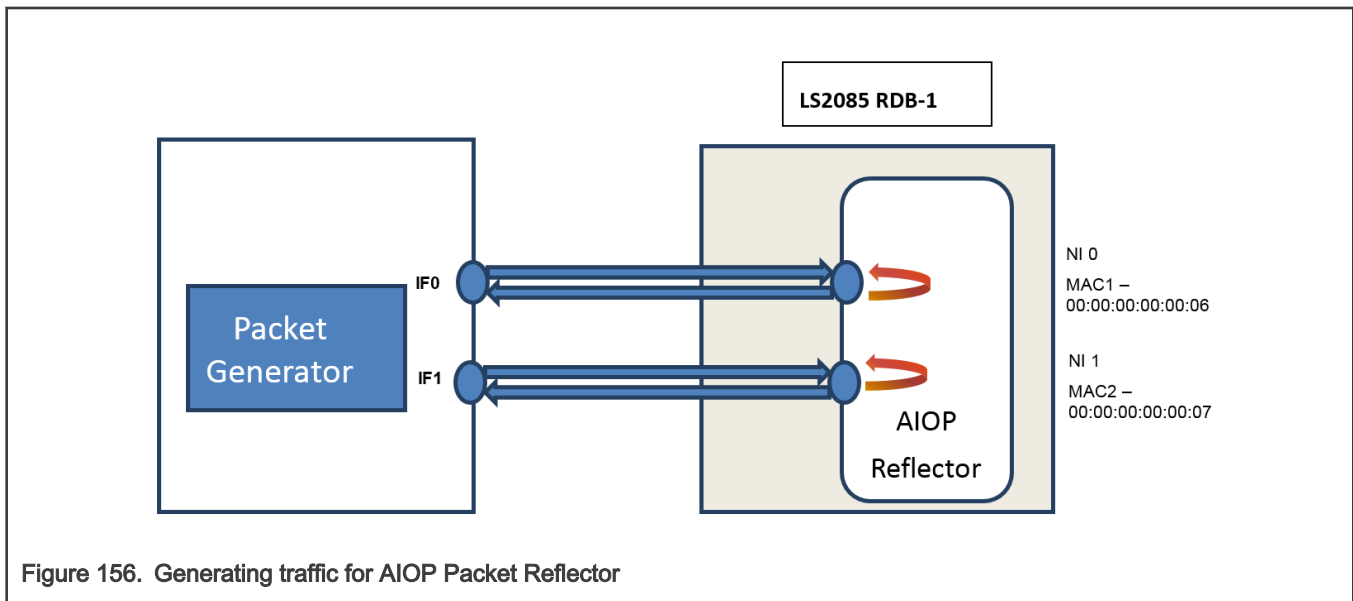 LS2085 RDB-1
IF0
Packet
Generator
IF1
AIOP
Reflector
NI 0
MAC1 –
00:00:00:00:00:06
NI 1
MAC2 –
00:00:00:00:00:07
Figure 156. Generating traffic for AIOP Packet Reflector